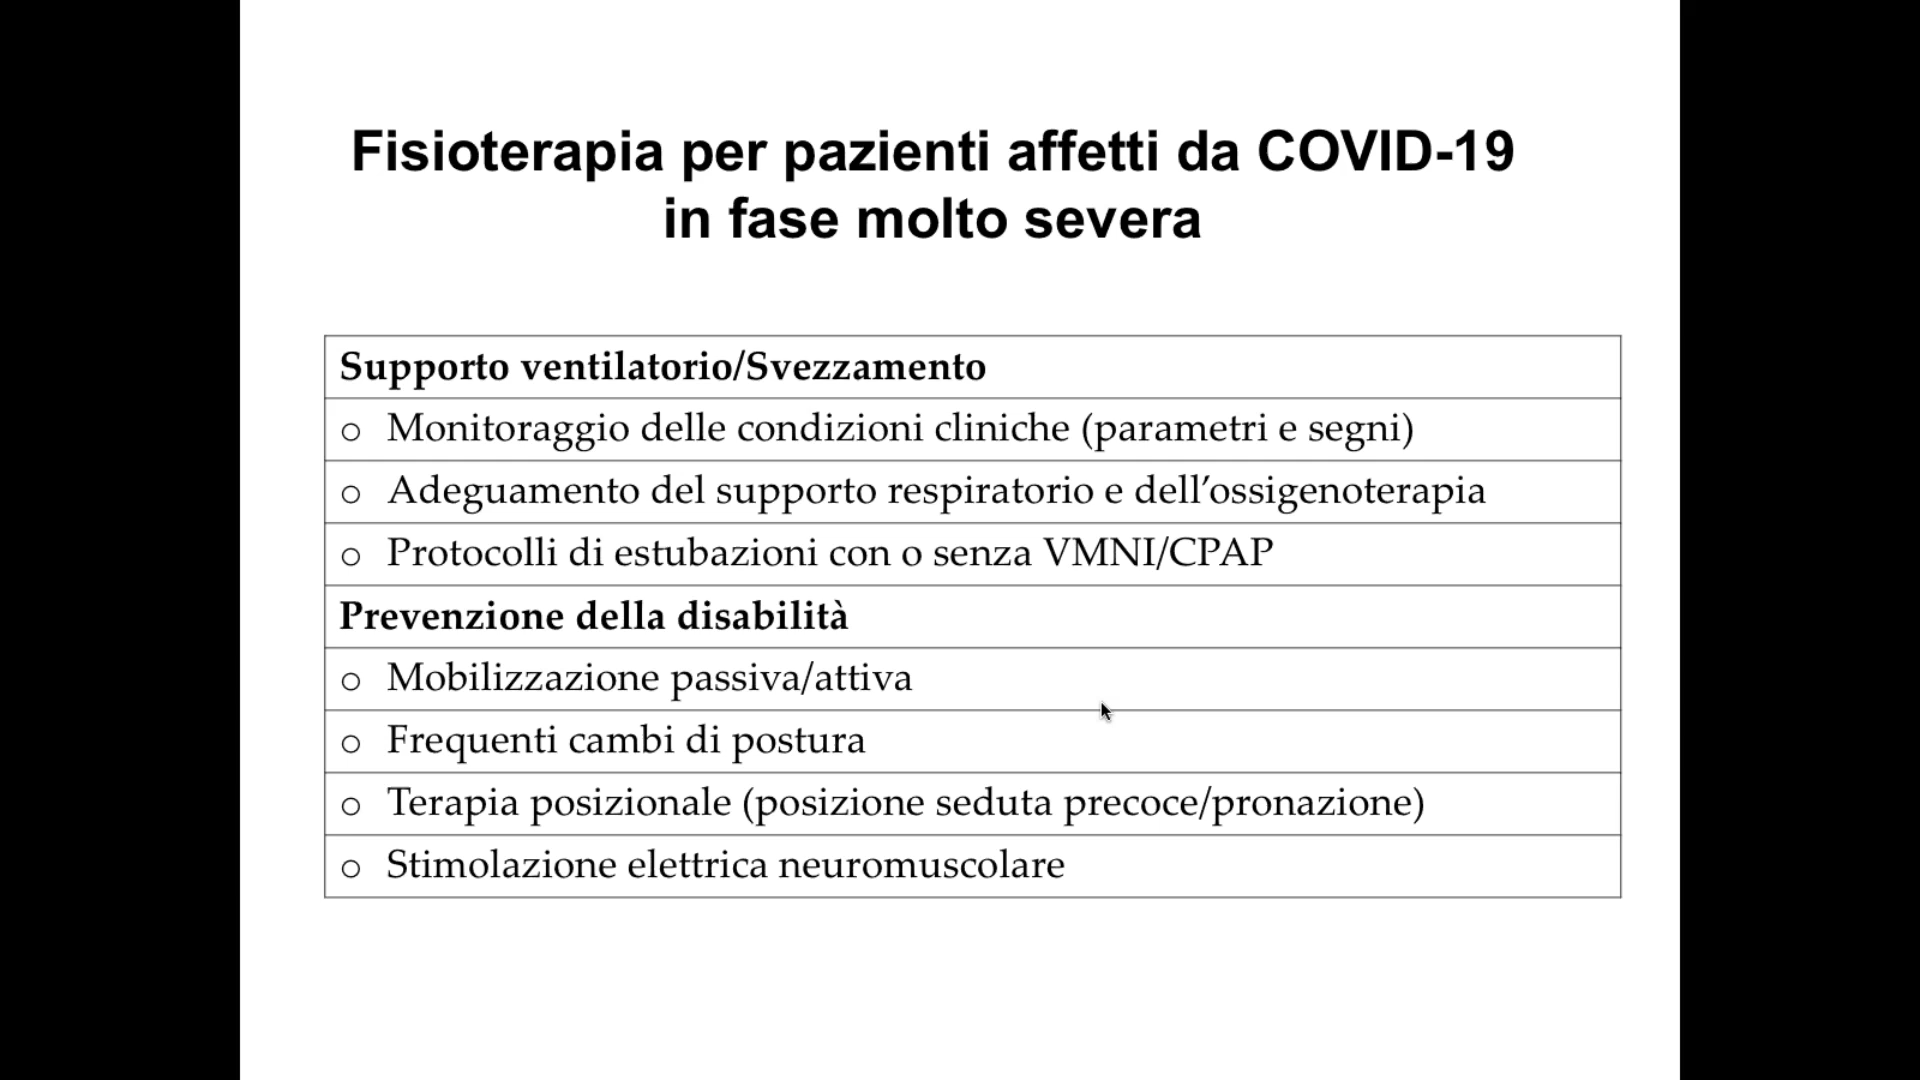 Fisioterapia per pazienti affetti da COVID-19
in fase molto severa
Supporto ventilatorio/Svezzamento
○ Monitoraggio delle condizioni cliniche (parametri e segni)
○ Adeguamento del supporto respiratorio e dell’ossigenoterapia
○ Protocolli di estubazioni con o senza VMNI/CPAP
Prevenzione della disabilità
○ Mobilizzazione passiva/attiva
○ Frequenti cambi di postura
○ Terapia posizionale (posizione seduta precoce/pronazione)
○ Stimolazione elettrica neuromuscolare